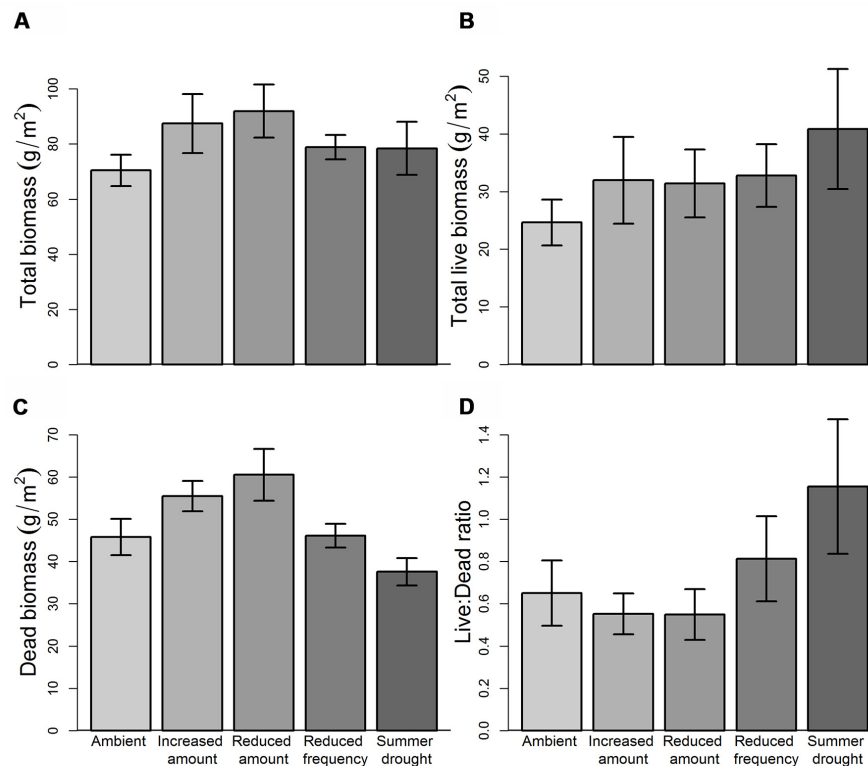 A
B
Total biomass (g/m²)
0
20
40
60
80
100
Total live biomass (g/m²)
0
10
20
30
40
50
C
D
Dead biomass (g/m²)
0
10
20
30
40
50
60
70
Live:Dead ratio
0.0
0.2
0.4
0.6
0.8
1.0
1.2
1.4
Ambient Increased Reduced Reduced Summer
amount amount frequency drought
Ambient Increased Reduced Reduced Summer
amount amount frequency drought